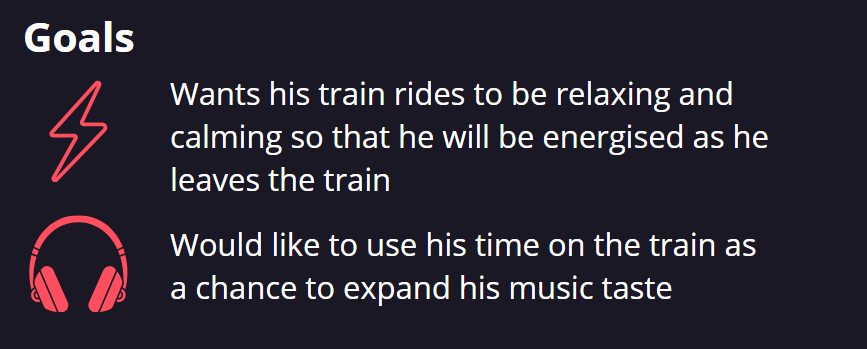 Goals
Wants his train rides to be relaxing and
calming so that he will be energised as he
leaves the train
Would like to use his time on the train as
a chance to expand his music taste